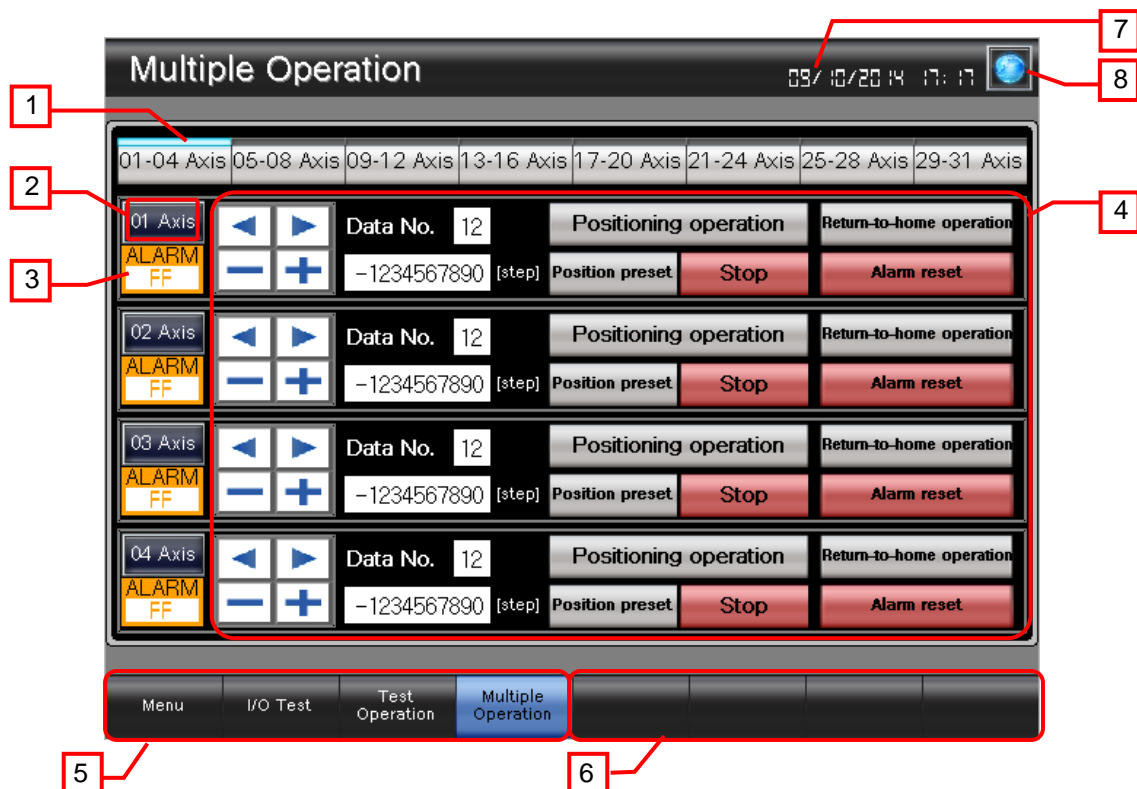 7
Multiple Operation
09/10/2014 17:17
8
1
01-04 Axis 05-08 Axis 09-12 Axis 13-16 Axis 17-20 Axis 21-24 Axis 25-28 Axis 29-31 Axis
2
01 Axis Data No. 12 Positioning operation Return-to-home operation
4
3
ALARM
FF -1234567890 [step] Position preset Stop Alarm reset
02 Axis Data No. 12 Positioning operation Return-to-home operation
ALARM
FF -1234567890 [step] Position preset Stop Alarm reset
03 Axis Data No. 12 Positioning operation Return-to-home operation
ALARM
FF -1234567890 [step] Position preset Stop Alarm reset
04 Axis Data No. 12 Positioning operation Return-to-home operation
ALARM
FF -1234567890 [step] Position preset Stop Alarm reset
Menu I/O Test Test Operation Multiple Operation
5
6